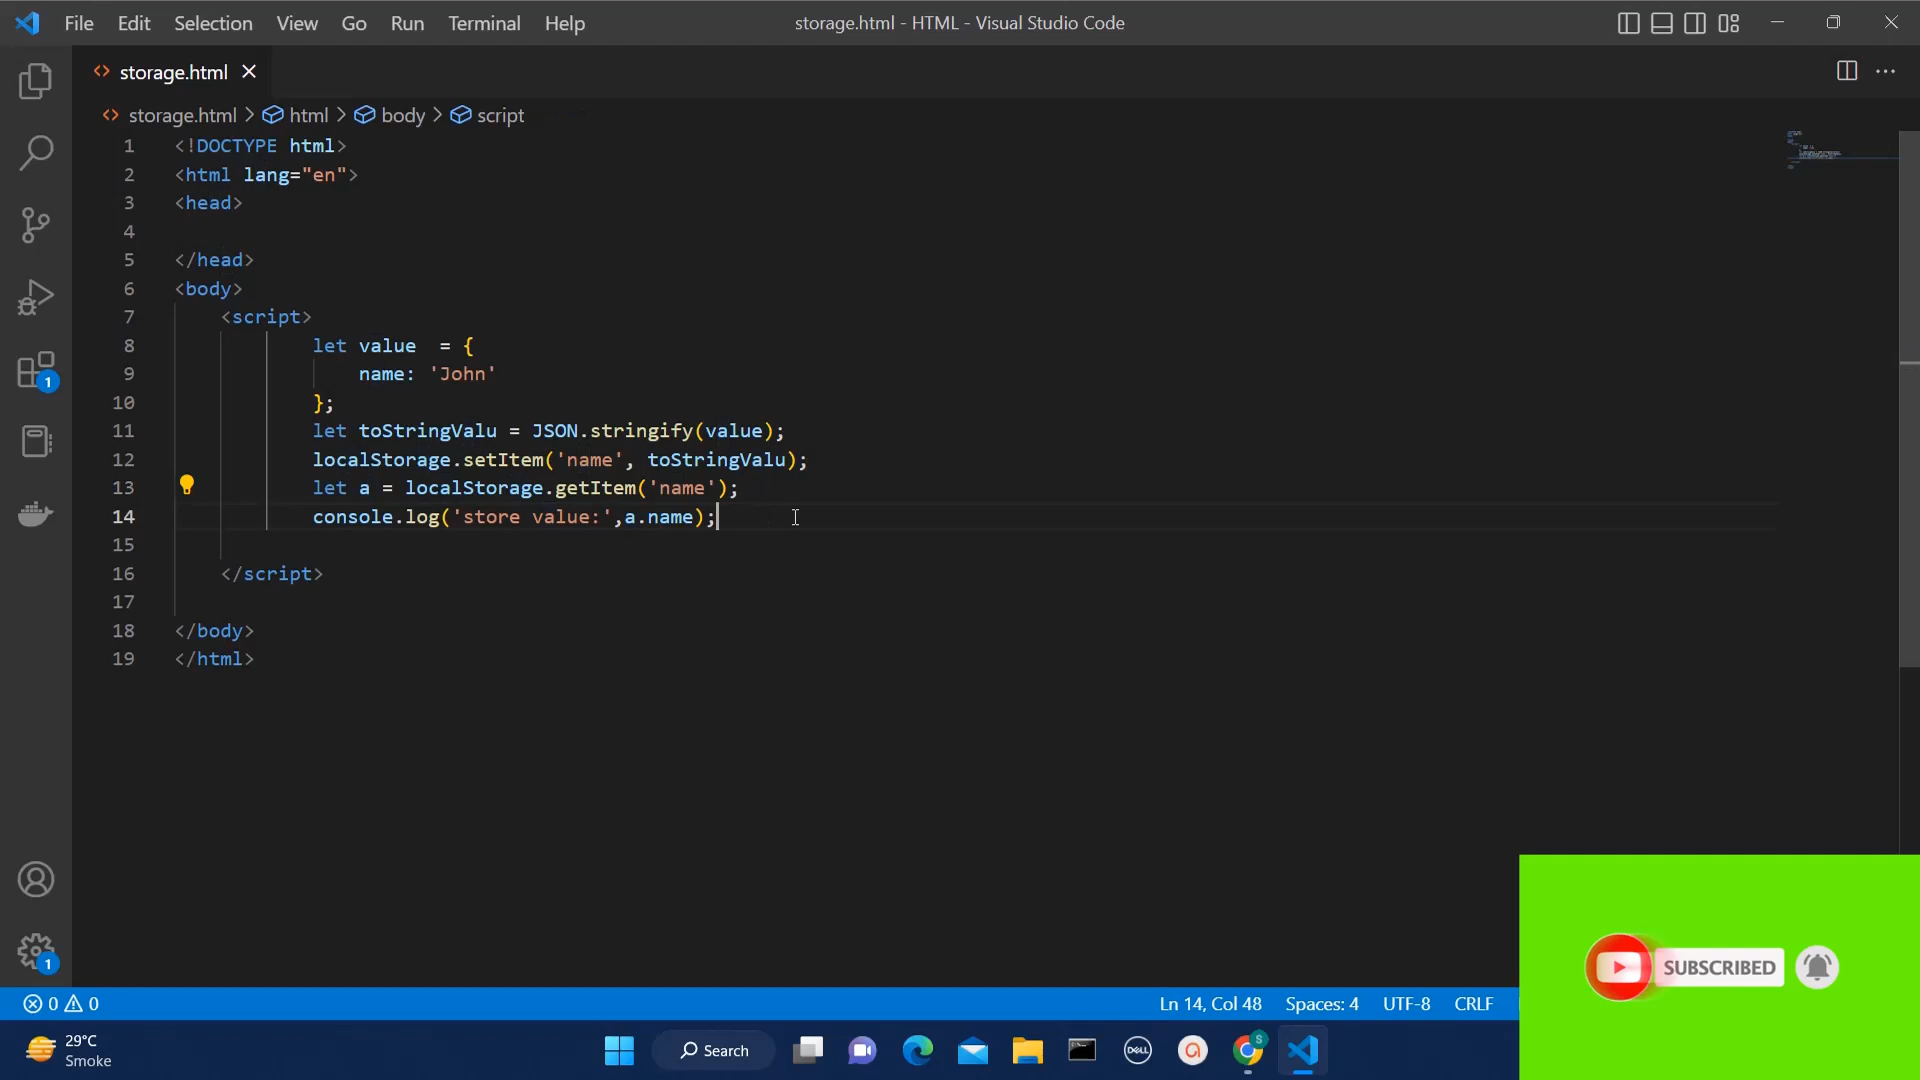 File Edit Selection View Go Run Terminal Help
storage.html - HTML - Visual Studio Code
storage.html
storage.html > html > body > script
1 <!DOCTYPE html>
2 <html lang="en">
3 <head>
4
5 </head>
6 <body>
7 <script>
8 let value  = {
9 name: 'John'
10 };
11 let toStringValu = JSON.stringify(value);
12 localStorage.setItem('name', toStringValu);
13 let a = localStorage.getItem('name');
14 console.log('store value:',a.name);
15
16 </script>
17
18 </body>
19 </html>
1
1
SUBSCRIBED
0 0
Ln 14, Col 48 Spaces: 4 UTF-8 CRLF
29°C
Smoke
Search
DELL
S